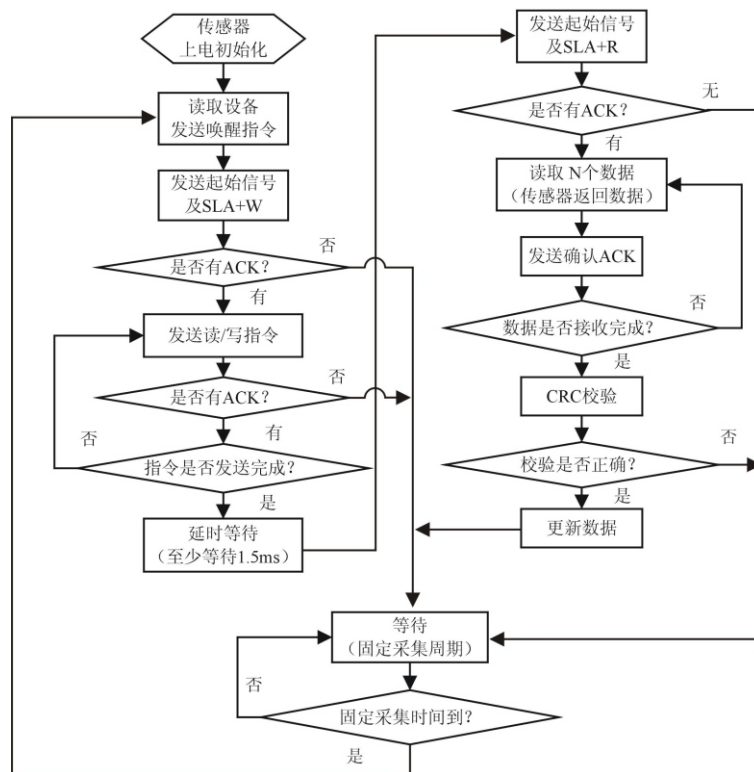 传感器
上电初始化
读取设备
发送唤醒指令
发送起始信号
及SLA+W
否
是否有ACK？
有
发送读/写指令
否
是否有ACK？
有
否
指令是否发送完成？
是
延时等待
（至少等待1.5ms）
发送起始信号
及SLA+R
无
是否有ACK？
有
读取 N个数据
（传感器返回数据）
发送确认ACK
否
数据是否接收完成？
是
CRC校验
否
校验是否正确？
是
更新数据
等待
（固定采集周期）
否
固定采集时间到？
是